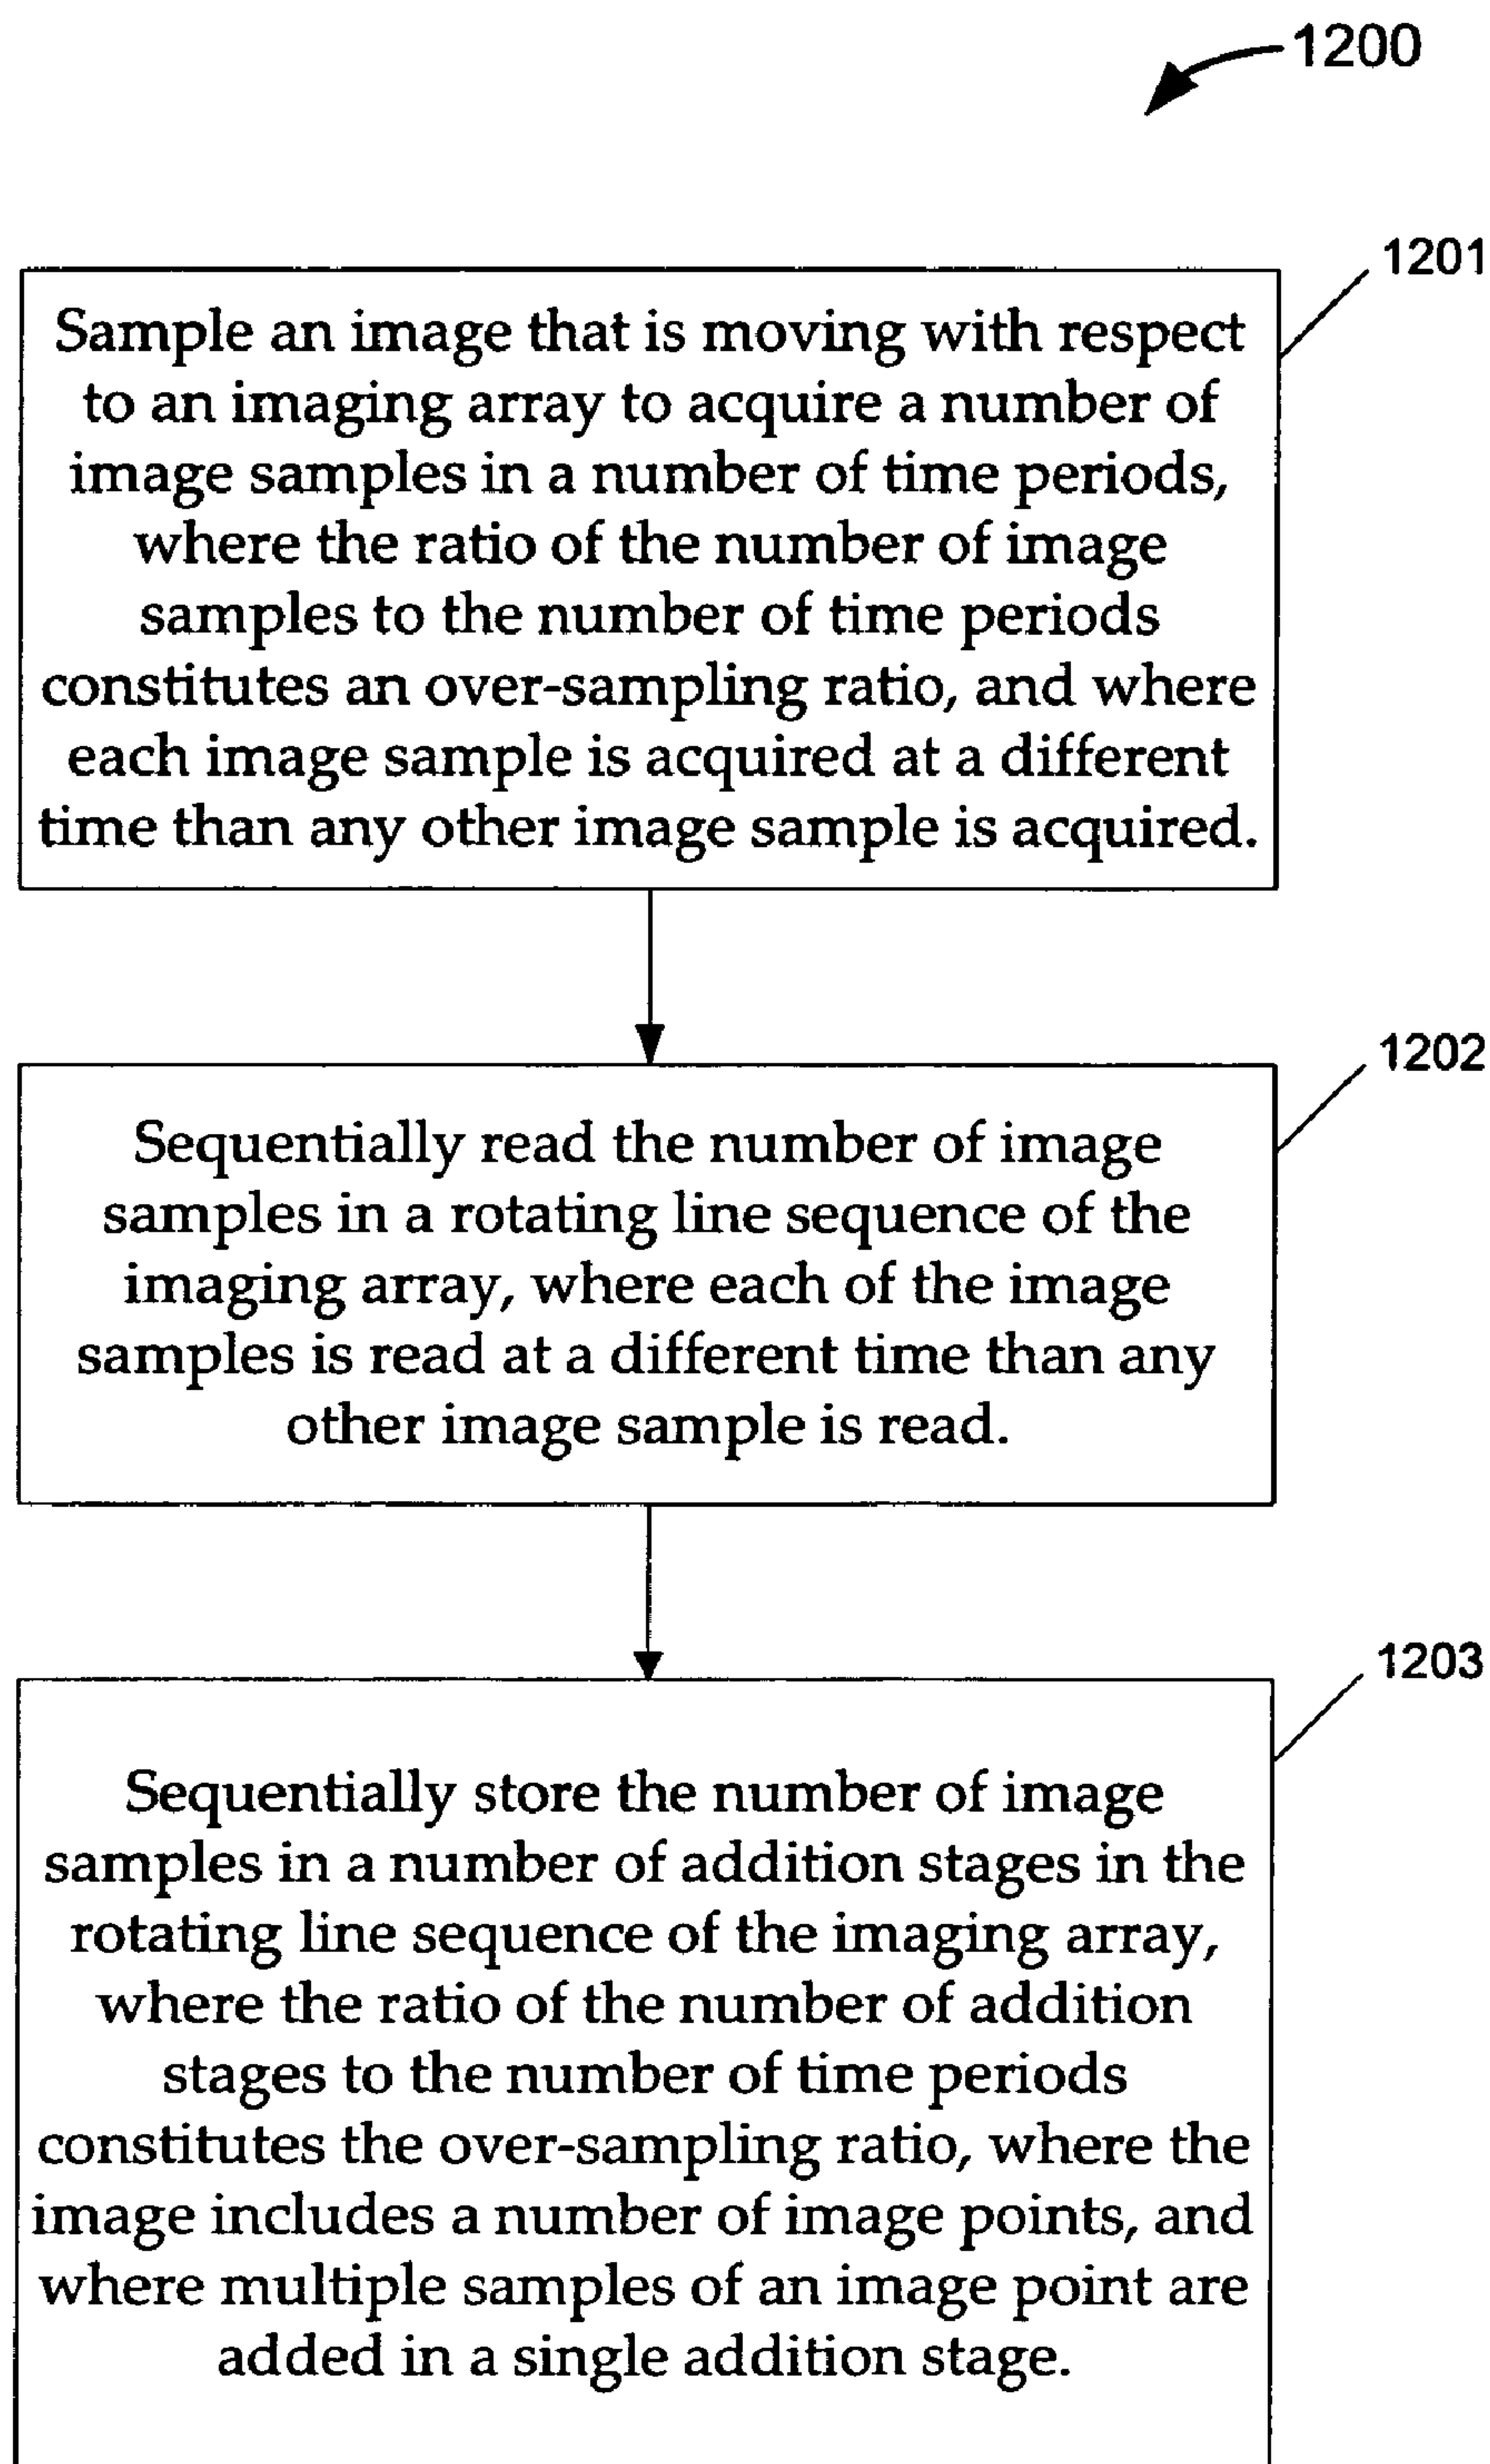 1200
1201
Sample an image that is moving with respect
to an imaging array to acquire a number of
image samples in a number of time periods,
where the ratio of the number of image
samples to the number of time periods
constitutes an over-sampling ratio, and where
each image sample is acquired at a different
time than any other image sample is acquired.
1202
Sequentially read the number of image
samples in a rotating line sequence of the
imaging array, where each of the image
samples is read at a different time than any
other image sample is read.
1203
Sequentially store the number of image
samples in a number of addition stages in the
rotating line sequence of the imaging array,
where the ratio of the number of addition
stages to the number of time periods
constitutes the over-sampling ratio, where the
image includes a number of image points, and
where multiple samples of an image point are
added in a single addition stage.